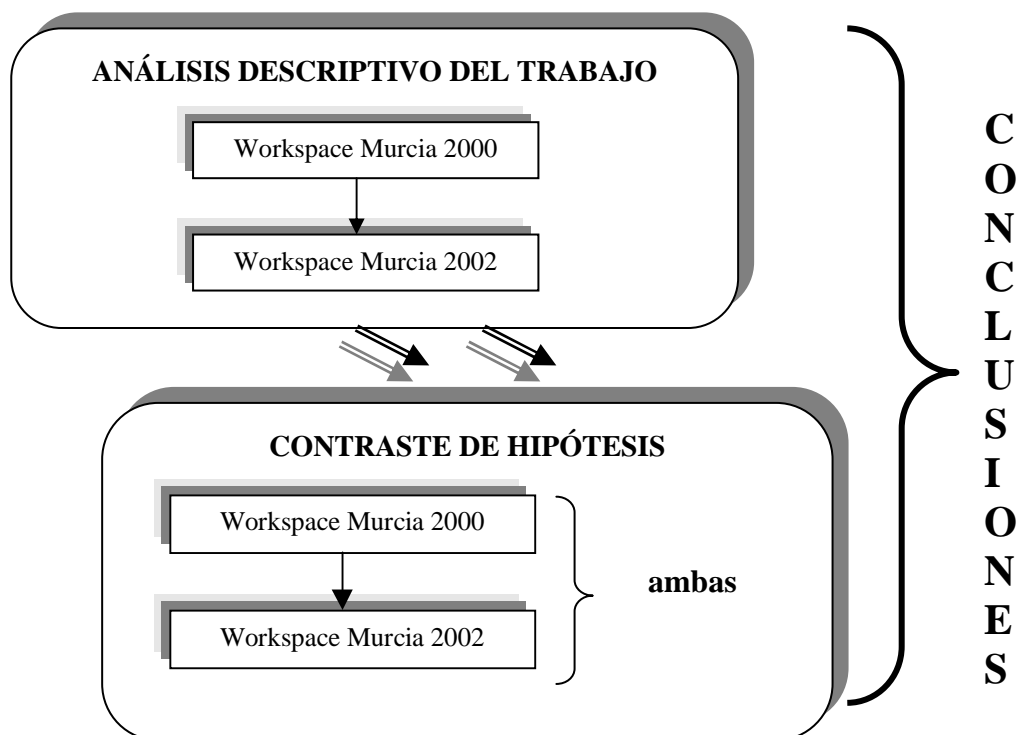 ANÁLISIS DESCRIPTIVO DEL TRABAJO
Workspace Murcia 2000
Workspace Murcia 2002
CONTRASTE DE HIPÓTESIS
Workspace Murcia 2000
Workspace Murcia 2002
ambas
CONCLUSIONES